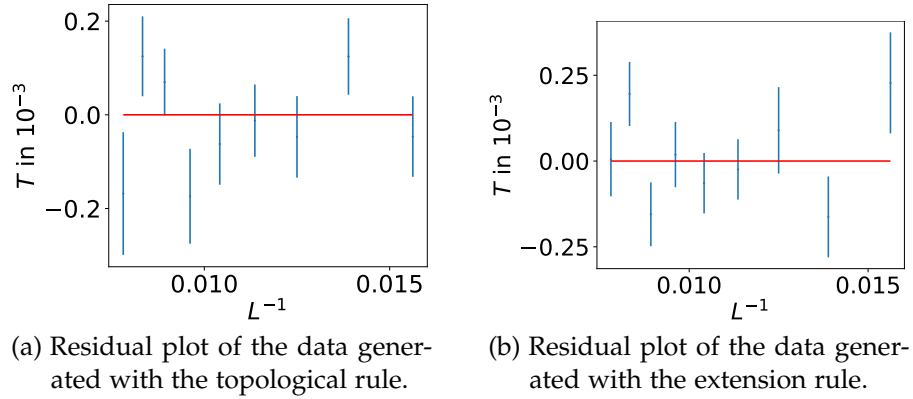 0.2
0.0
−0.2
T in 10⁻³
0.010
0.015
L⁻¹
(a) Residual plot of the data gener-
ated with the topological rule.
0.25
0.00
−0.25
T in 10⁻³
0.010
0.015
L⁻¹
(b) Residual plot of the data gener-
ated with the extension rule.